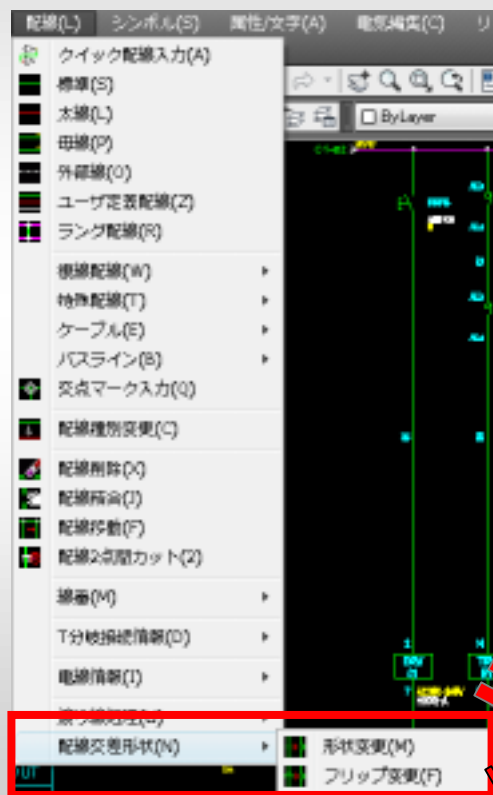 配線(L) シンボル(S) 属性/文字(A) 電気編集(C) リ
クイック配線入力(A)
標準(S)
太線(L)
母線(P)
外部線(O)
ユーザ定義配線(Z)
ラング配線(R)
複線配線(W)
特殊配線(T)
ケーブル(E)
バスライン(B)
交点マーク入力(Q)
配線種別変更(C)
配線削除(X)
配線結合(J)
配線移動(F)
配線2点間カット(2)
線番(M)
T分岐接続情報(D)
電線情報(I)
配線交差形状(N)
形状変更(M)
フリップ変更(F)
ByLayer